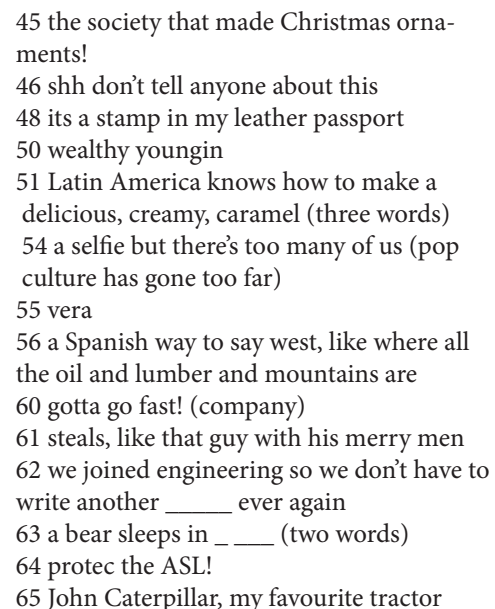 45 the society that made Christmas orna-
ments!
46 shh don’t tell anyone about this
48 its a stamp in my leather passport
50 wealthy youngin
51 Latin America knows how to make a
delicious, creamy, caramel (three words)
54 a selfie but there’s too many of us (pop
culture has gone too far)
55 vera
56 a Spanish way to say west, like where all
the oil and lumber and mountains are
60 gotta go fast! (company)
61 steals, like that guy with his merry men
62 we joined engineering so we don’t have to
write another _____ ever again
63 a bear sleeps in _ ___ (two words)
64 protec the ASL!
65 John Caterpillar, my favourite tractor